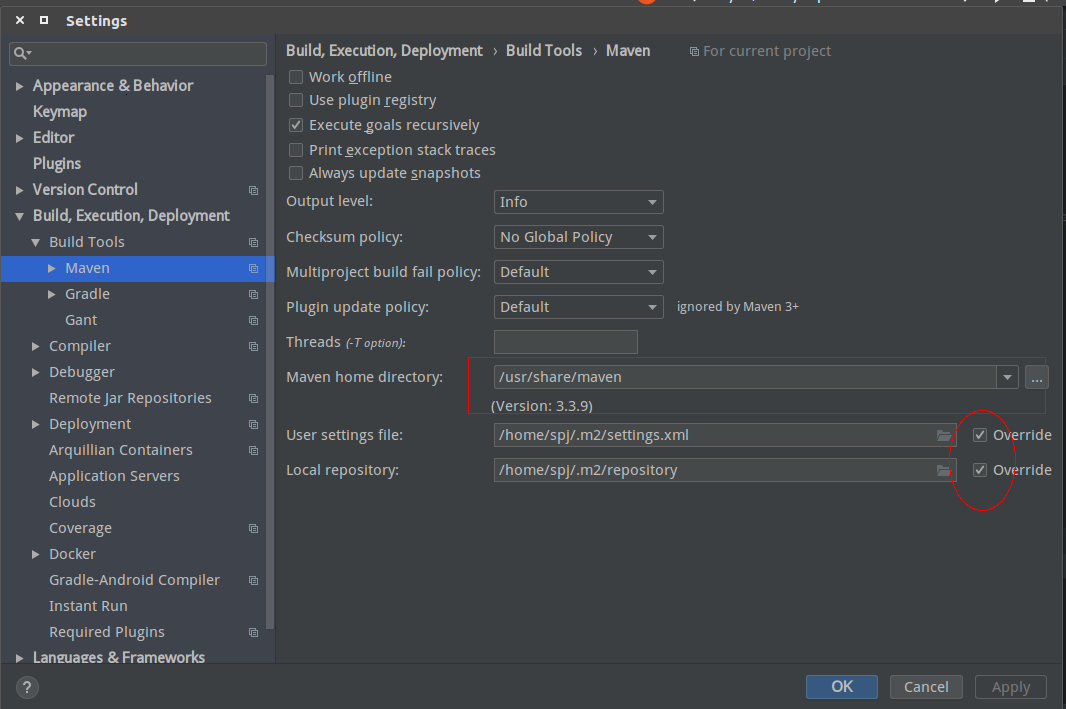 Settings
Appearance & Behavior
Keymap
Editor
Plugins
Version Control
Build, Execution, Deployment
Build Tools
Maven
Gradle
Gant
Compiler
Debugger
Remote Jar Repositories
Deployment
Arquillian Containers
Application Servers
Clouds
Coverage
Docker
Gradle-Android Compiler
Instant Run
Required Plugins
Languages & Frameworks
Build, Execution, Deployment › Build Tools › Maven For current project
Work offline
Use plugin registry
Execute goals recursively
Print exception stack traces
Always update snapshots
Output level: Info
Checksum policy: No Global Policy
Multiproject build fail policy: Default
Plugin update policy: Default ignored by Maven 3+
Threads (-T option):
Maven home directory: /usr/share/maven ...
(Version: 3.3.9)
User settings file: /home/spj/.m2/settings.xml Override
Local repository: /home/spj/.m2/repository Override
? OK Cancel Apply